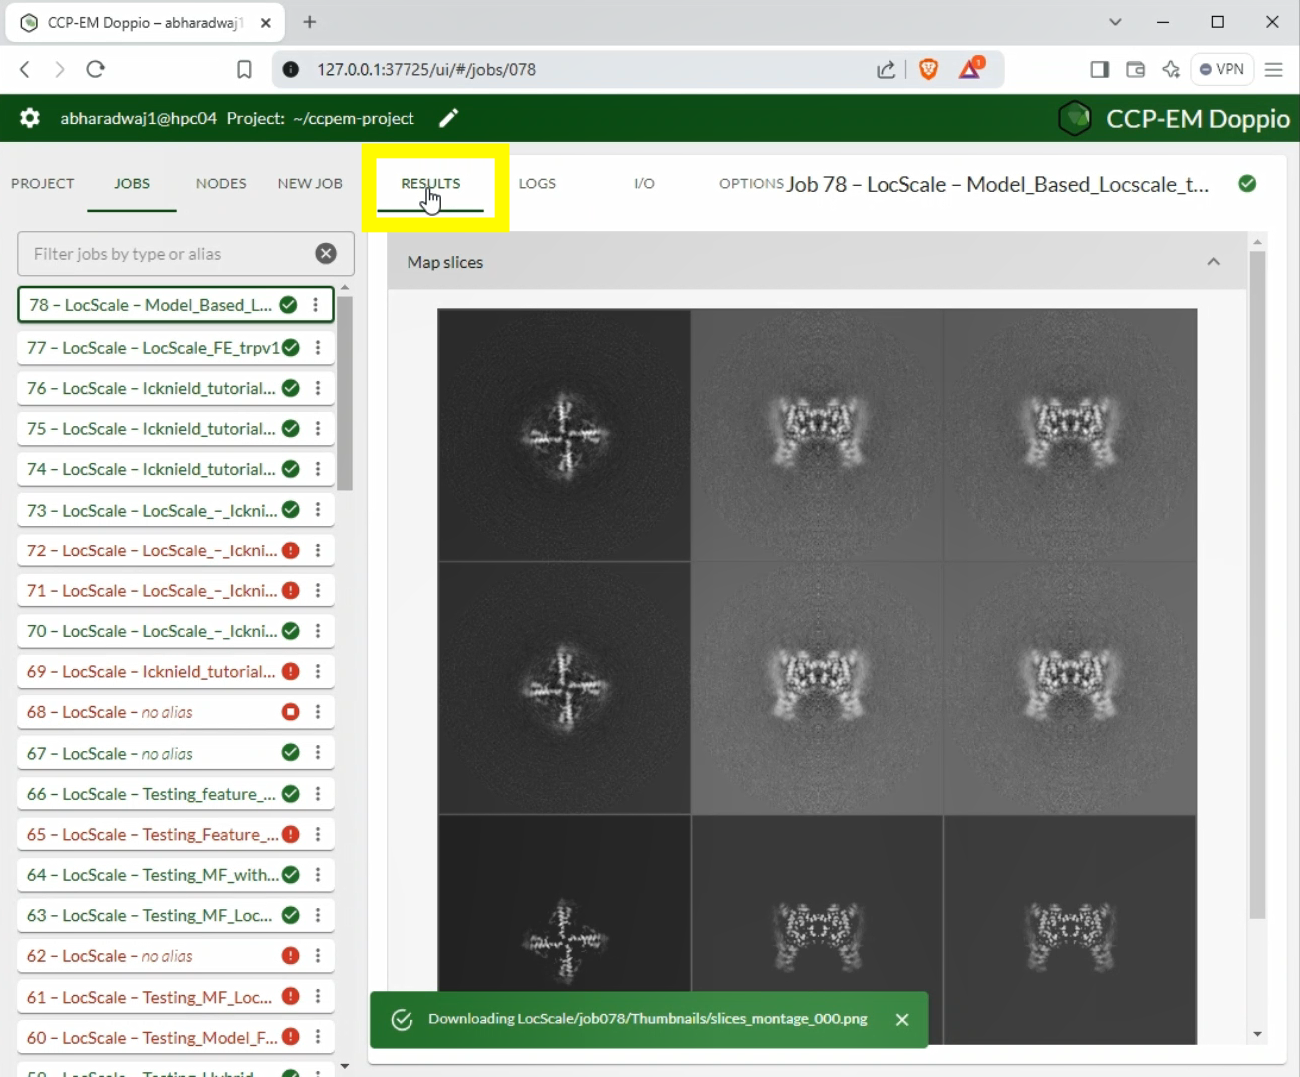 CCP-EM Doppio – abharadwaj1
127.0.0.1:37725/ui/#/jobs/078
1
VPN
abharadwaj1@hpc04 Project: ~/ccpem-project
CCP-EM Doppio
PROJECT JOBS NODES NEW JOB
RESULTS LOGS I/O OPTIONS Job 78 – LocScale – Model_Based_Locscale_t...
Filter jobs by type or alias
78 – LocScale – Model_Based_L...
77 – LocScale – LocScale_FE_trpv1
76 – LocScale – Icknield_tutorial...
75 – LocScale – Icknield_tutorial...
74 – LocScale – Icknield_tutorial...
73 – LocScale – LocScale_–_Ickni...
72 – LocScale – LocScale_–_Ickni...
71 – LocScale – LocScale_–_Ickni...
70 – LocScale – LocScale_–_Ickni...
69 – LocScale – Icknield_tutorial...
68 – LocScale – no alias
67 – LocScale – no alias
66 – LocScale – Testing_feature_...
65 – LocScale – Testing_Feature_...
64 – LocScale – Testing_MF_with...
63 – LocScale – Testing_MF_Loc...
62 – LocScale – no alias
61 – LocScale – Testing_MF_Loc...
60 – LocScale – Testing_Model_F...
Map slices
Downloading LocScale/job078/Thumbnails/slices_montage_000.png